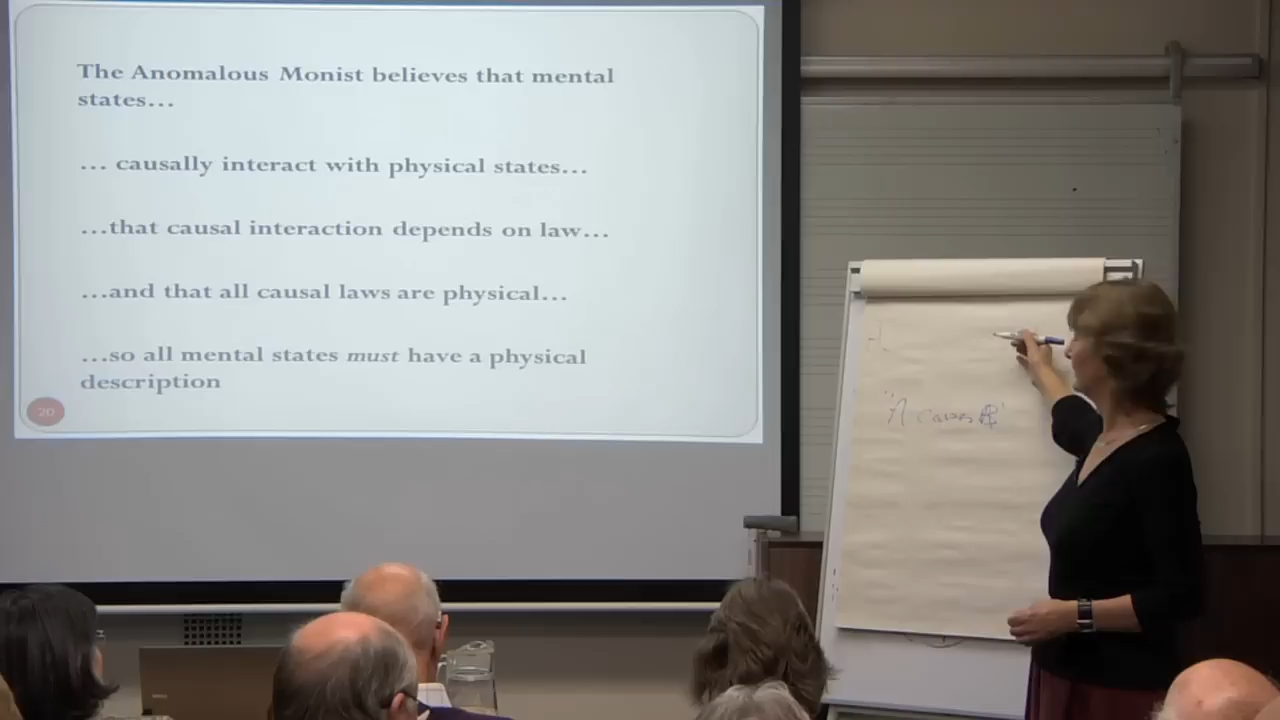 The Anomalous Monist believes that mental
states…
… causally interact with physical states…
…that causal interaction depends on law…
…and that all causal laws are physical…
…so all mental states must have a physical
description
20
"A causes